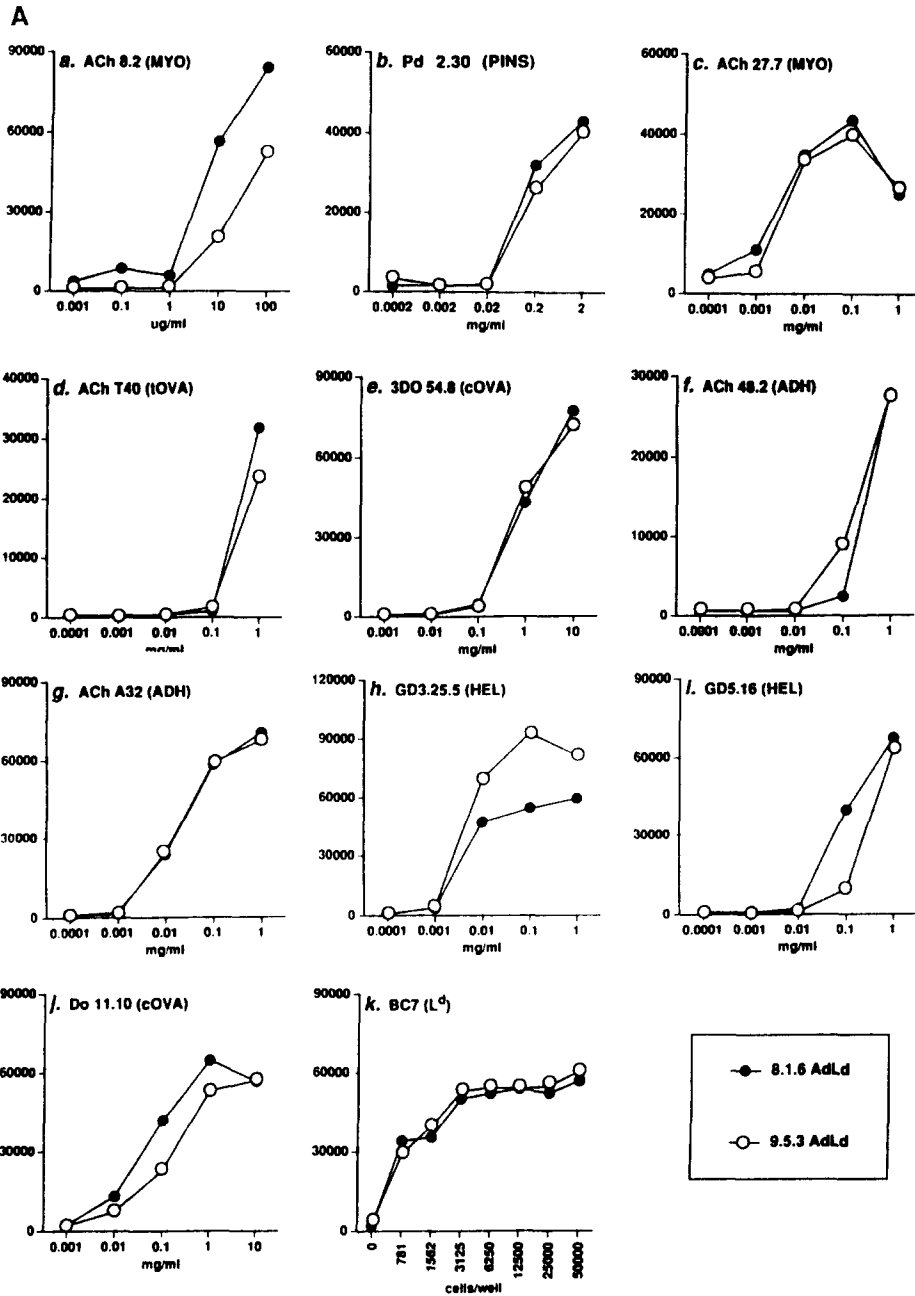 A
a. ACh 8.2 (MYO)
90000
60000
30000
0
0.001 0.1 1 10 100
ug/ml
b. Pd 2.30 (PINS)
60000
40000
20000
0
0.0002 0.002 0.02 0.2 2
mg/ml
c. ACh 27.7 (MYO)
60000
40000
20000
0
0.0001 0.001 0.01 0.1 1
mg/ml
d. ACh T40 (tOVA)
40000
30000
20000
10000
0
0.0001 0.001 0.01 0.1 1
mg/ml
e. 3DO 54.8 (cOVA)
90000
60000
30000
0
0.001 0.01 0.1 1 10
mg/ml
f. ACh 48.2 (ADH)
30000
20000
10000
0
0.0001 0.001 0.01 0.1 1
mg/ml
g. ACh A32 (ADH)
90000
60000
30000
0
0.0001 0.001 0.01 0.1 1
mg/ml
h. GD3.25.5 (HEL)
120000
90000
60000
30000
0
0.0001 0.001 0.01 0.1 1
mg/ml
i. GD5.16 (HEL)
90000
60000
30000
0
0.0001 0.001 0.01 0.1 1
mg/ml
j. Do 11.10 (cOVA)
90000
60000
30000
0
0.001 0.01 0.1 1 10
mg/ml
k. BC7 (Ld)
90000
60000
30000
0
0 781 1562 3125 6250 12500 25000 50000
cells/well
8.1.6 AdLd
9.5.3 AdLd